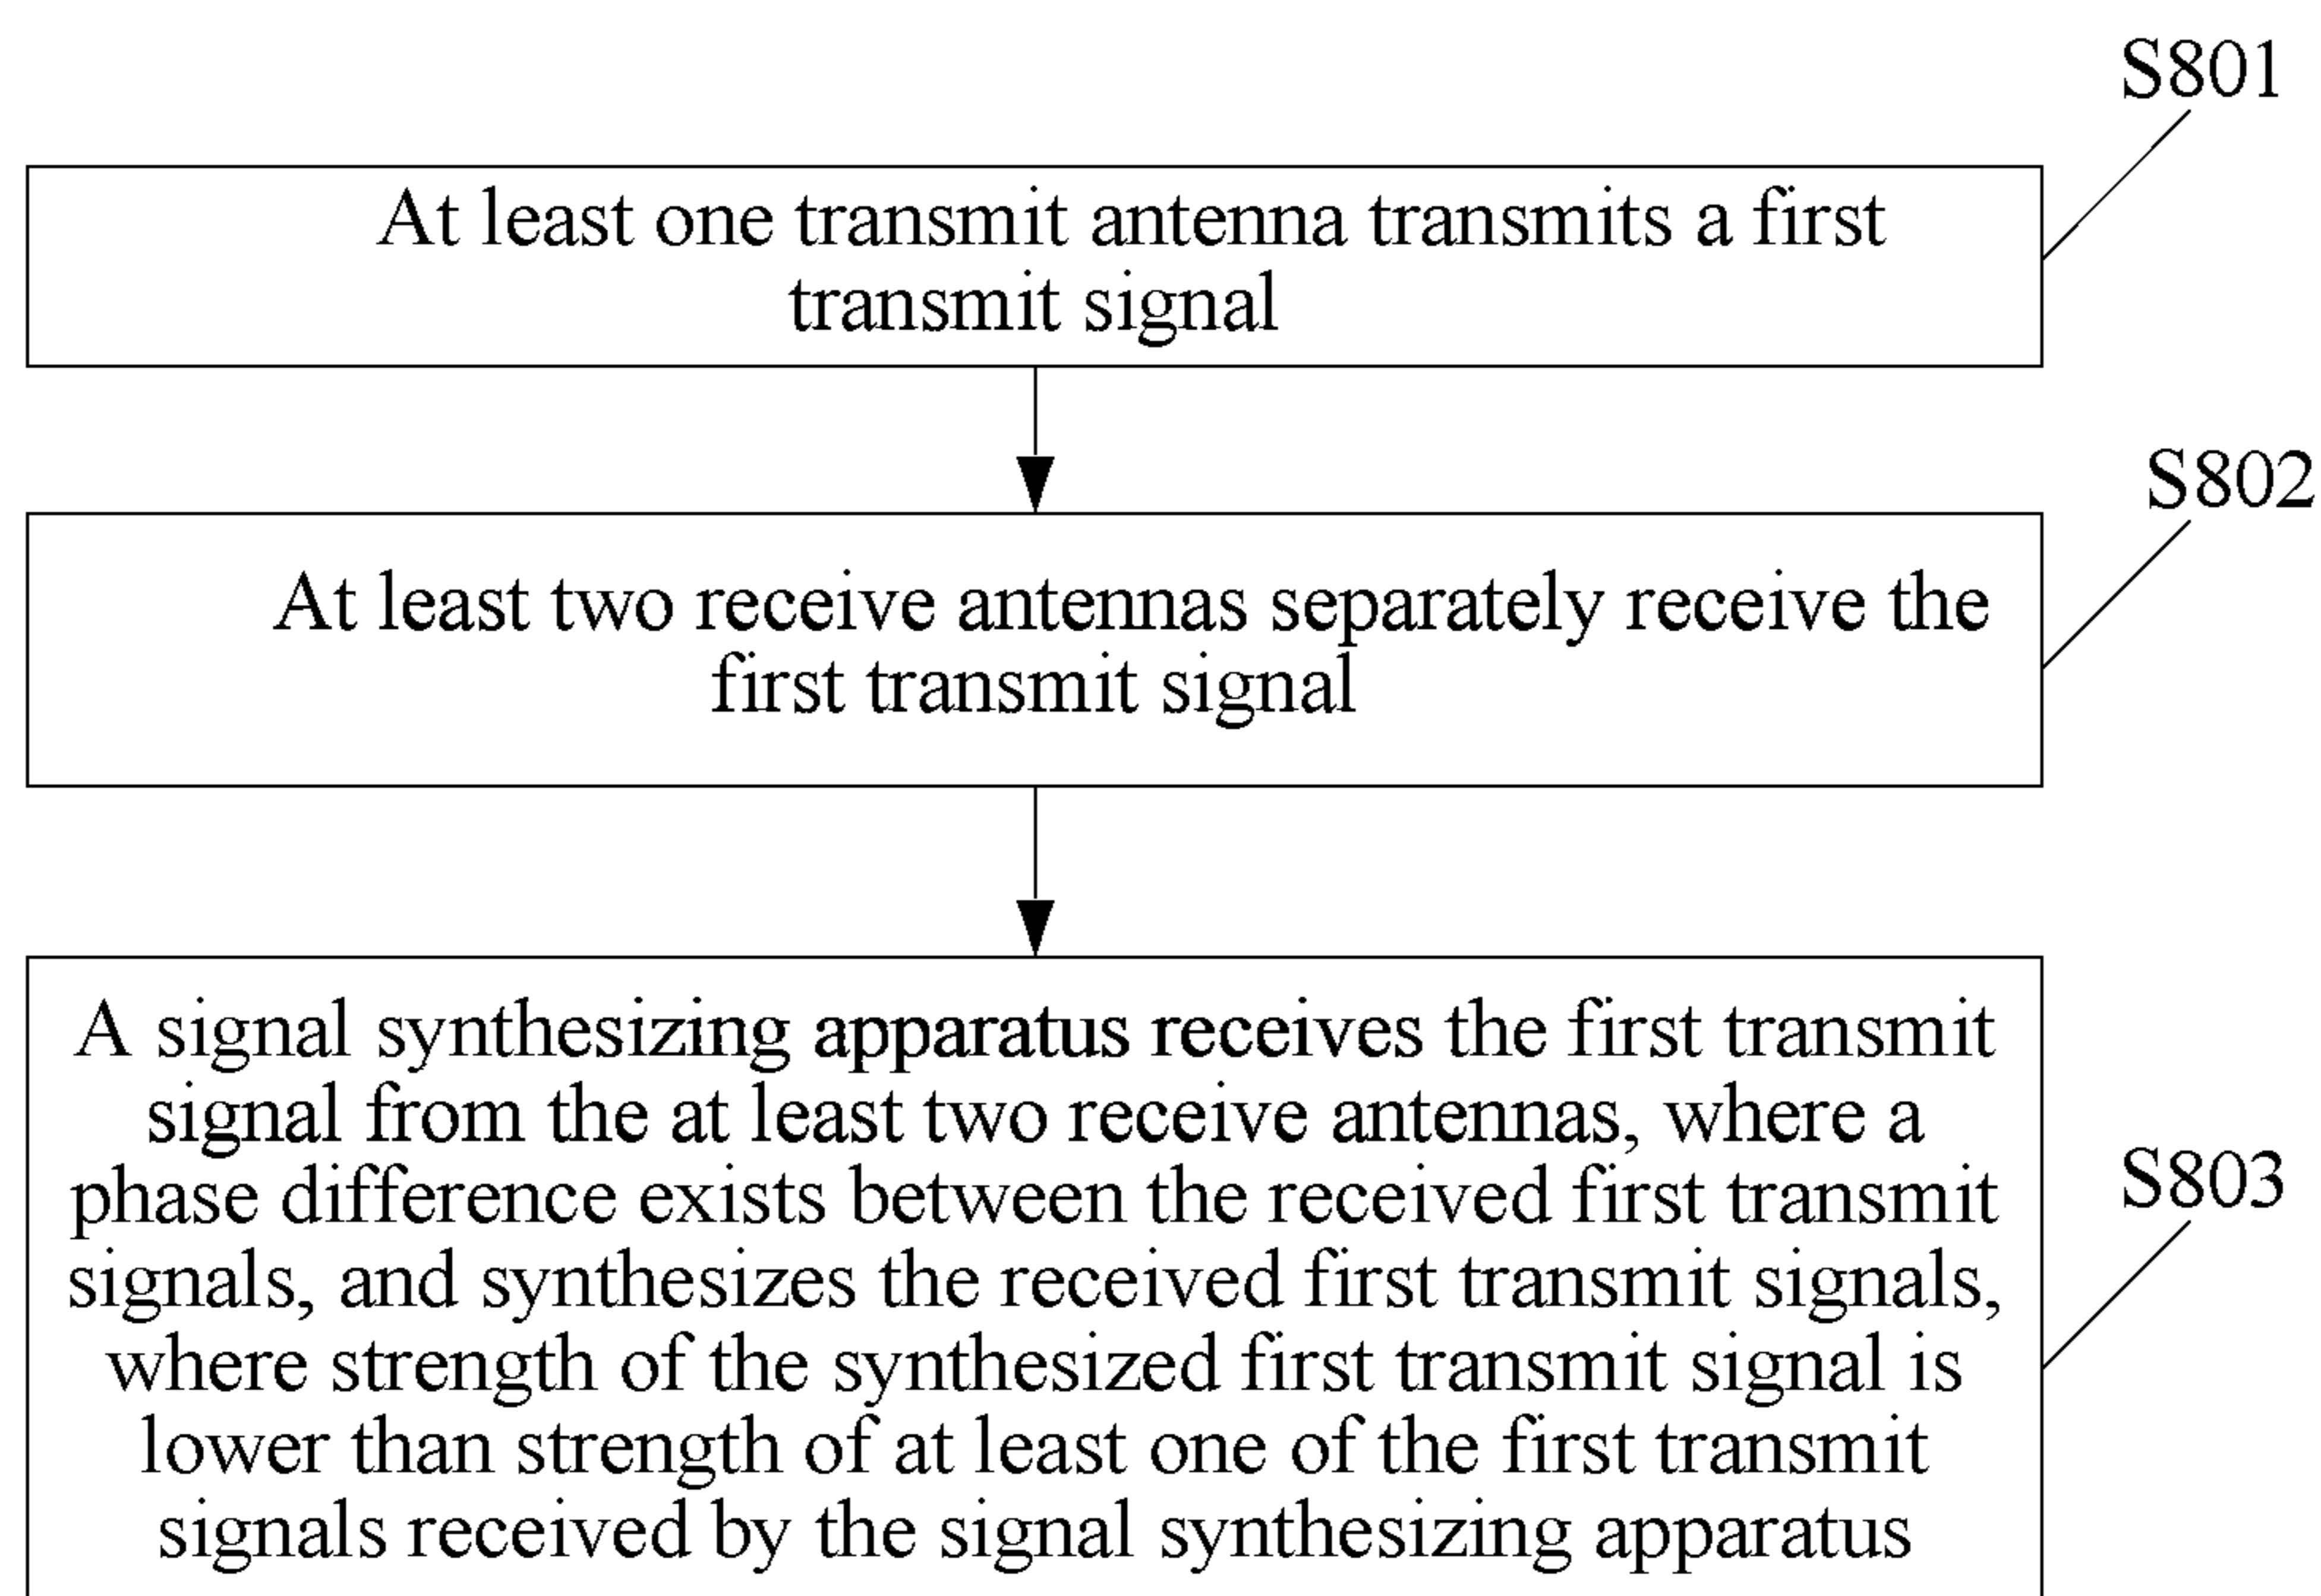 S801
At least one transmit antenna transmits a first
transmit signal
S802
At least two receive antennas separately receive the
first transmit signal
A signal synthesizing apparatus receives the first transmit
signal from the at least two receive antennas, where a
phase difference exists between the received first transmit
signals, and synthesizes the received first transmit signals,
where strength of the synthesized first transmit signal is
lower than strength of at least one of the first transmit
signals received by the signal synthesizing apparatus
S803